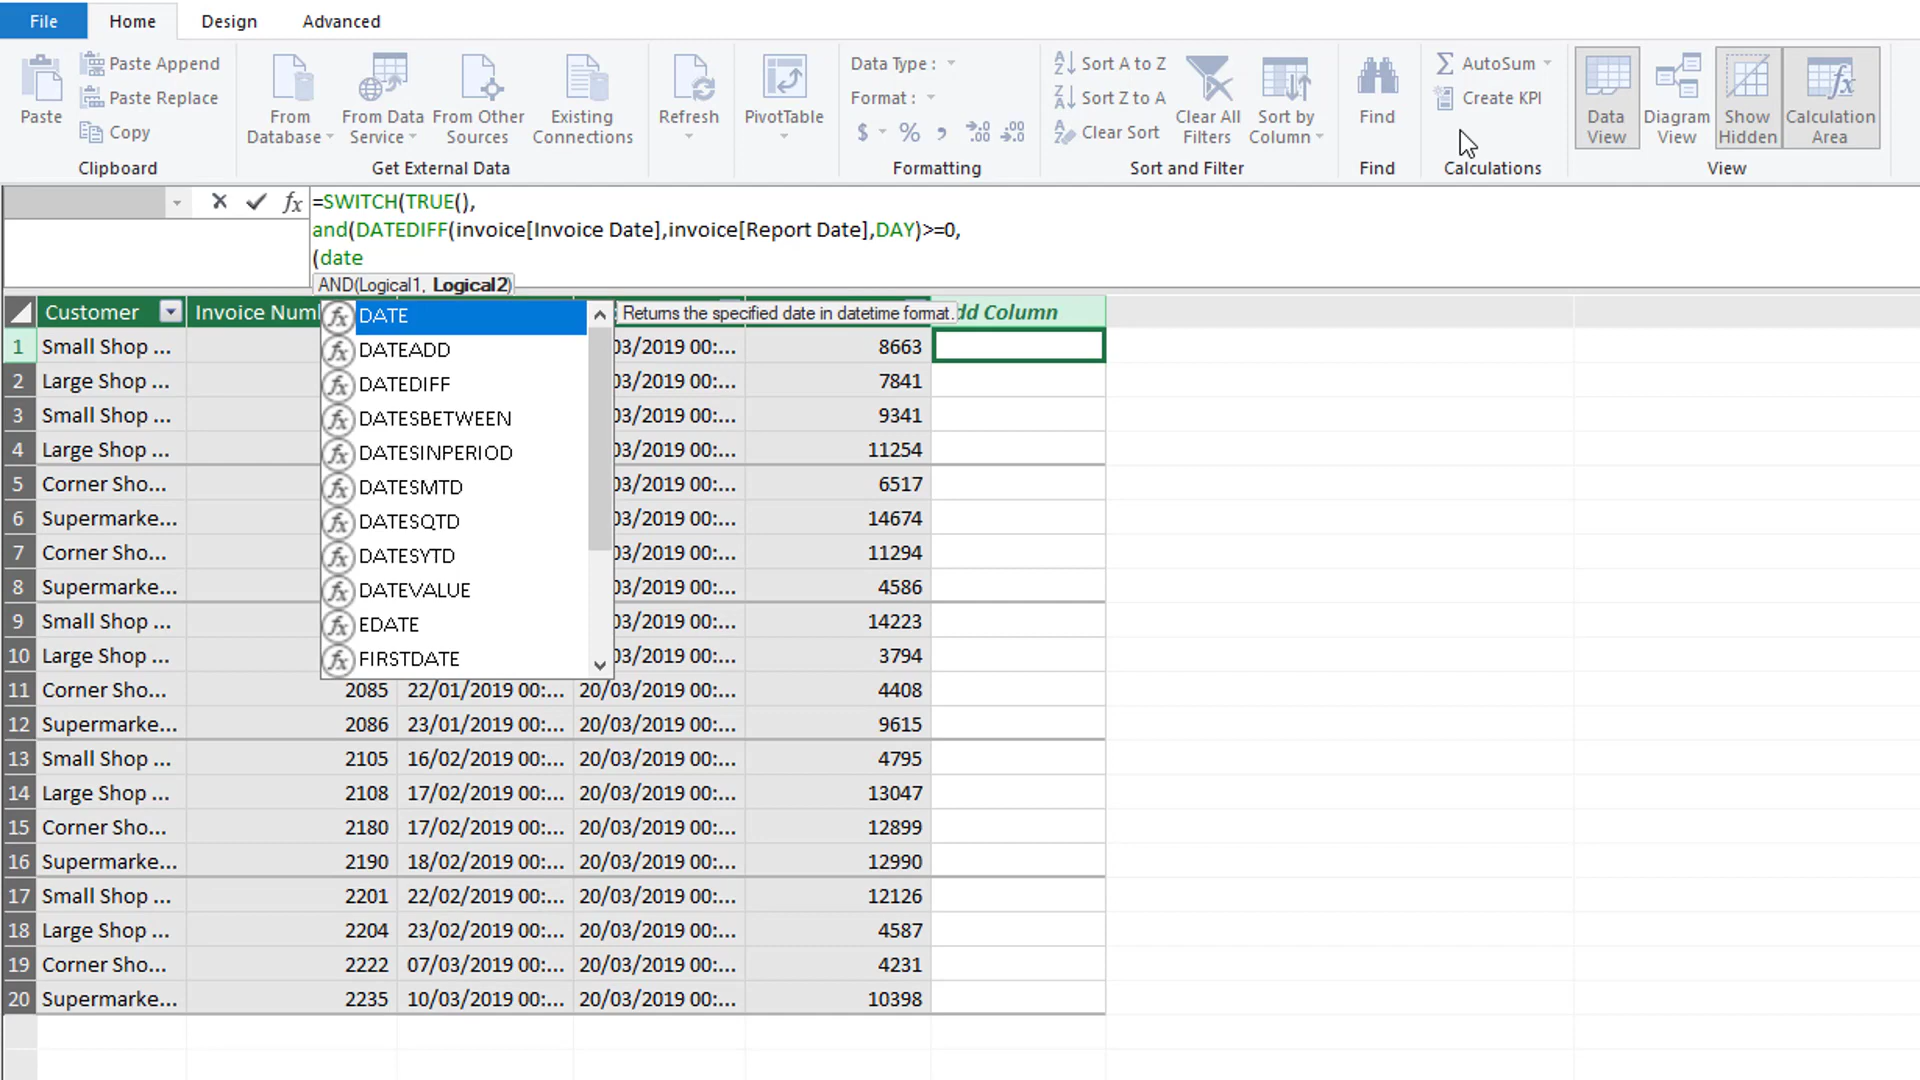 File Home Design Advanced
Paste Append
Paste Replace
Copy
Paste
Clipboard
From Database
From Data Service
From Other Sources
Existing Connections
Get External Data
Refresh
PivotTable
Data Type :
Format :
$ % ,
Formatting
Sort A to Z
Sort Z to A
Clear Sort
Clear All Filters
Sort by Column
Sort and Filter
Find
Find
AutoSum
Create KPI
Calculations
Data View
Diagram View
Show Hidden
Calculation Area
View
fx =SWITCH(TRUE(),
and(DATEDIFF(invoice[Invoice Date],invoice[Report Date],DAY)>=0,
(date
AND(Logical1, Logical2)
DATE
DATEADD
DATEDIFF
DATESBETWEEN
DATESINPERIOD
DATESMTD
DATESQTD
DATESYTD
DATEVALUE
EDATE
FIRSTDATE
Returns the specified date in datetime format.
Customer Invoice Num dd Column
1 Small Shop ... 03/2019 00:... 8663
2 Large Shop ... 03/2019 00:... 7841
3 Small Shop ... 03/2019 00:... 9341
4 Large Shop ... 03/2019 00:... 11254
5 Corner Sho... 03/2019 00:... 6517
6 Supermarke... 03/2019 00:... 14674
7 Corner Sho... 03/2019 00:... 11294
8 Supermarke... 03/2019 00:... 4586
9 Small Shop ... 03/2019 00:... 14223
10 Large Shop ... 03/2019 00:... 3794
11 Corner Sho... 2085 22/01/2019 00:... 20/03/2019 00:... 4408
12 Supermarke... 2086 23/01/2019 00:... 20/03/2019 00:... 9615
13 Small Shop ... 2105 16/02/2019 00:... 20/03/2019 00:... 4795
14 Large Shop ... 2108 17/02/2019 00:... 20/03/2019 00:... 13047
15 Corner Sho... 2180 17/02/2019 00:... 20/03/2019 00:... 12899
16 Supermarke... 2190 18/02/2019 00:... 20/03/2019 00:... 12990
17 Small Shop ... 2201 22/02/2019 00:... 20/03/2019 00:... 12126
18 Large Shop ... 2204 23/02/2019 00:... 20/03/2019 00:... 4587
19 Corner Sho... 2222 07/03/2019 00:... 20/03/2019 00:... 4231
20 Supermarke... 2235 10/03/2019 00:... 20/03/2019 00:... 10398